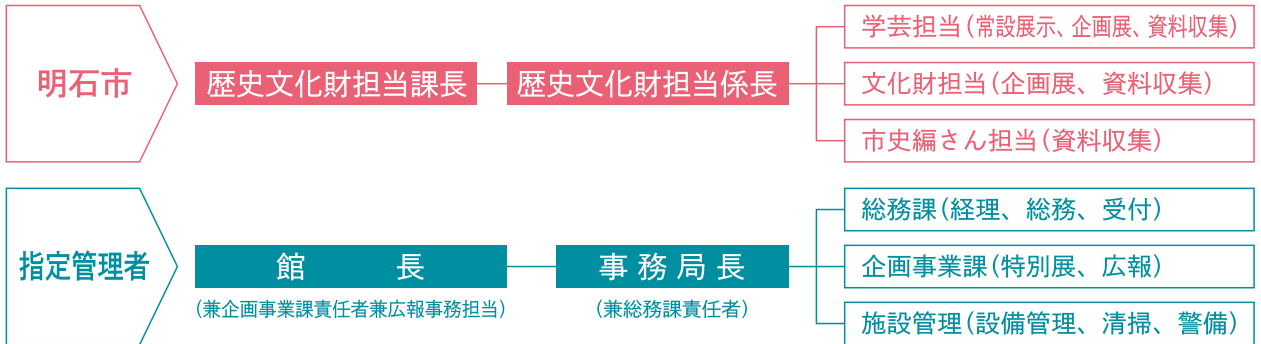 明石市
歴史文化財担当課長
歴史文化財担当係長
学芸担当(常設展示、企画展、資料収集)
文化財担当(企画展、資料収集)
市史編さん担当(資料収集)
指定管理者
館長
(兼企画事業課責任者兼広報事務担当)
事務局長
(兼総務課責任者)
総務課(経理、総務、受付)
企画事業課(特別展、広報)
施設管理(設備管理、清掃、警備)